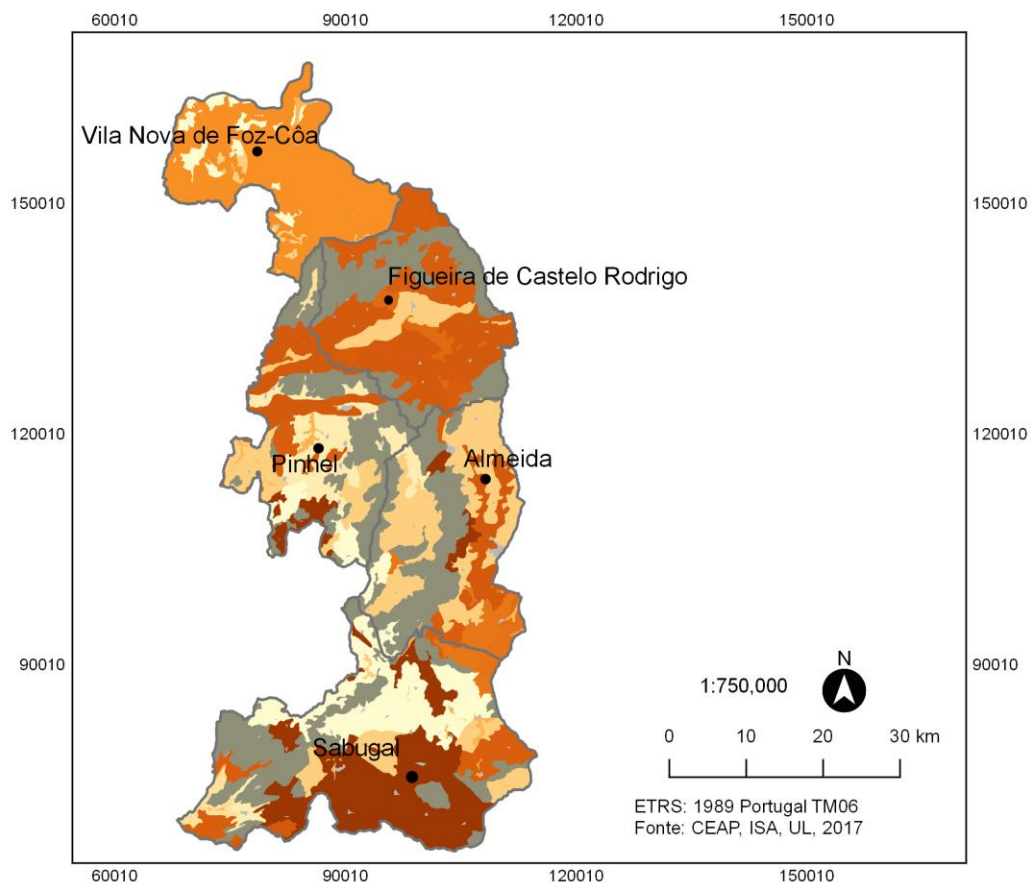 60010 90010 120010 150010
Vila Nova de Foz-Côa
150010 150010
Figueira de Castelo Rodrigo
120010 120010
Almeida
Pinhel
90010 90010
N
1:750,000
Sabugal
0 10 20 30 km
ETRS: 1989 Portugal TM06
Fonte: CEAP, ISA, UL, 2017
60010 90010 120010 150010